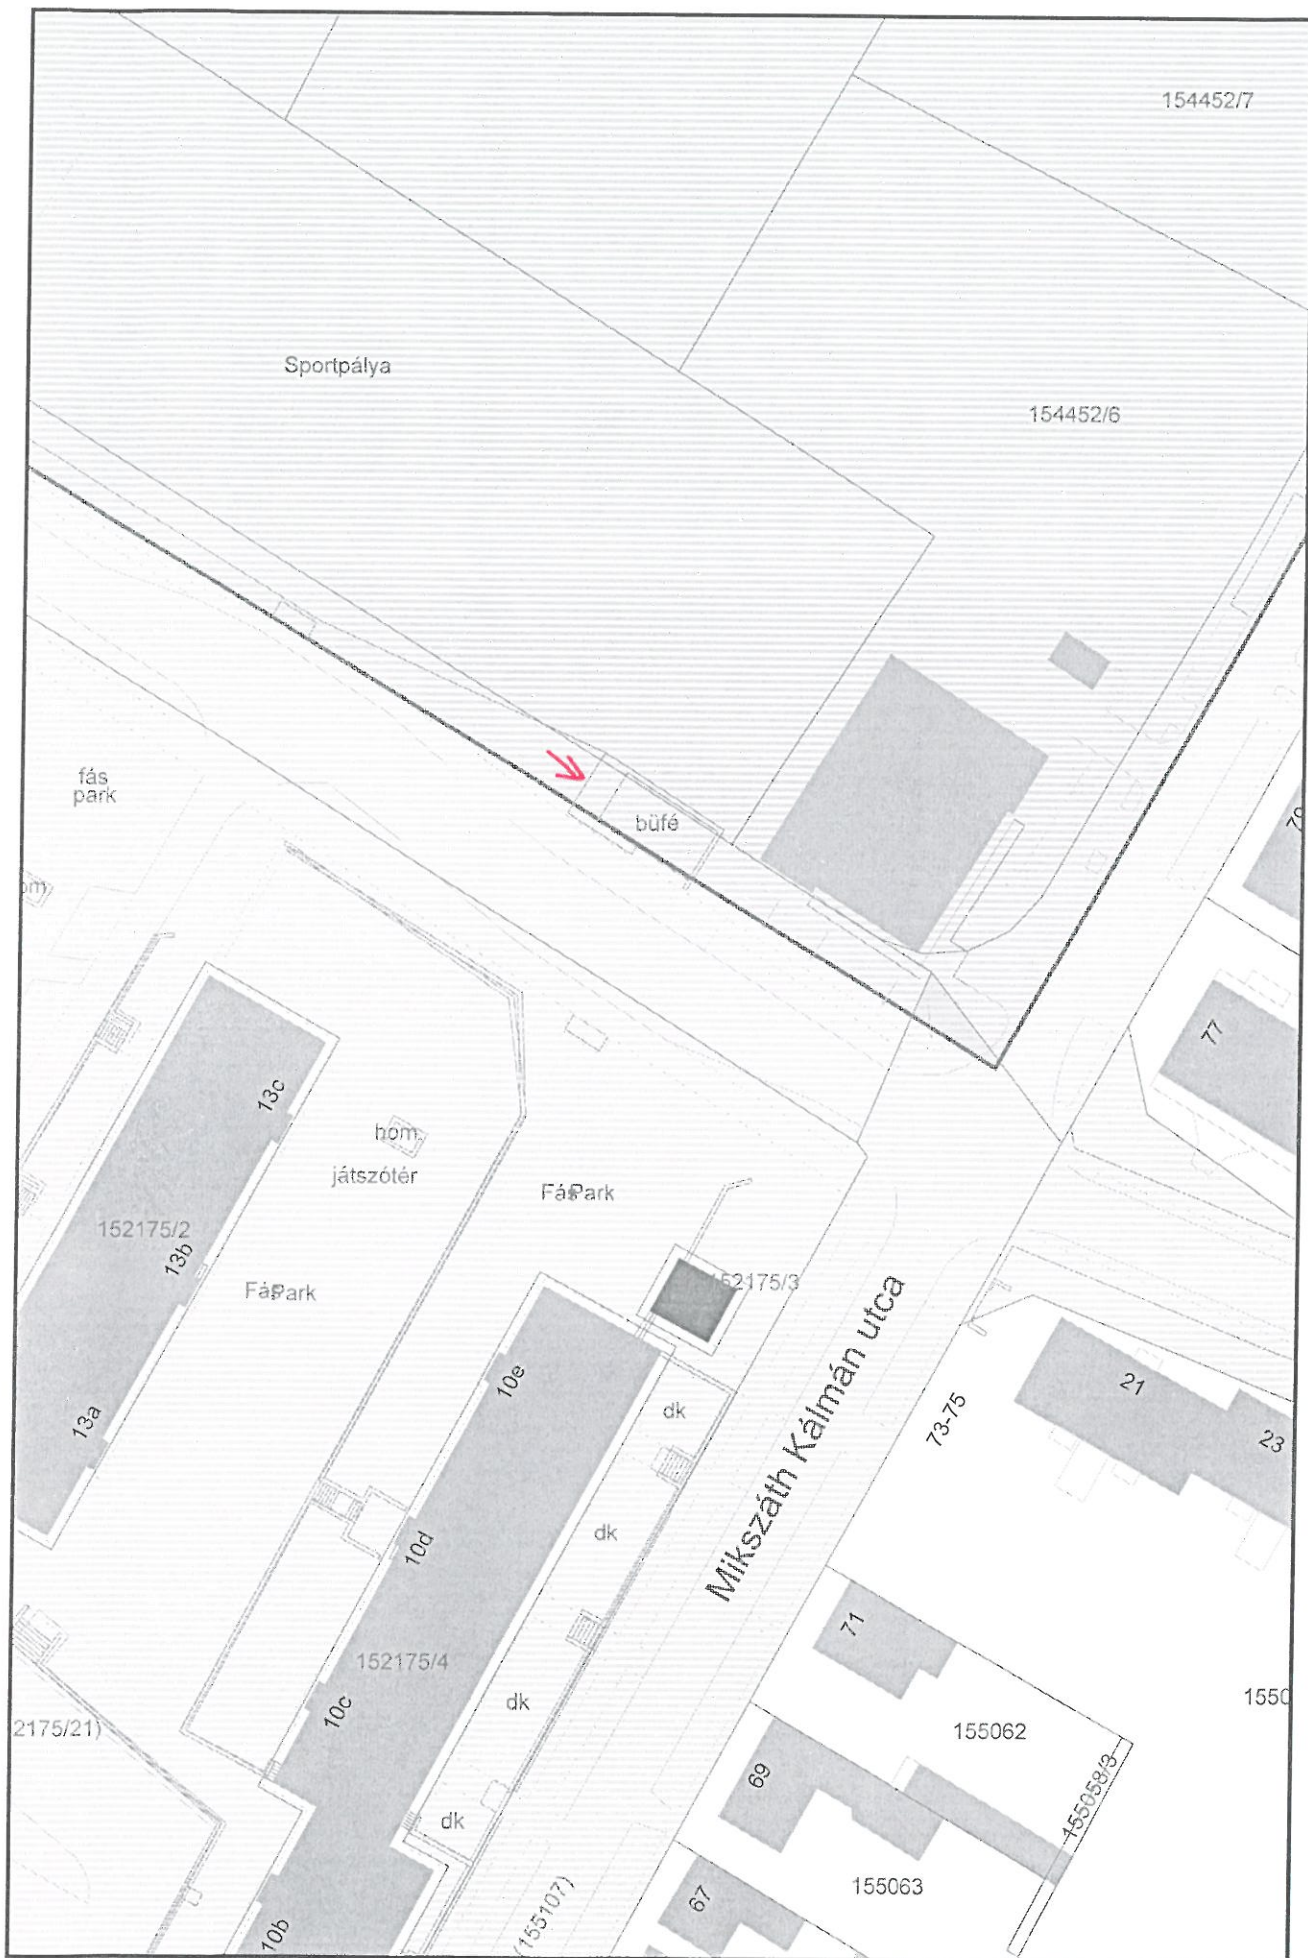 154452/7
Sportpálya
154452/6
fás
park
büfé
79
77
13c
hom.
játszótér
FásPark
152175/2
13b
FásPark
152175/3
Mikszáth Kálmán utca
10e
13a
dk
73-75
21
23
10d
dk
71
152175/4
10c
dk
155062
2175/21)
69
155058/3
dk
155063
67
(155107)
10b